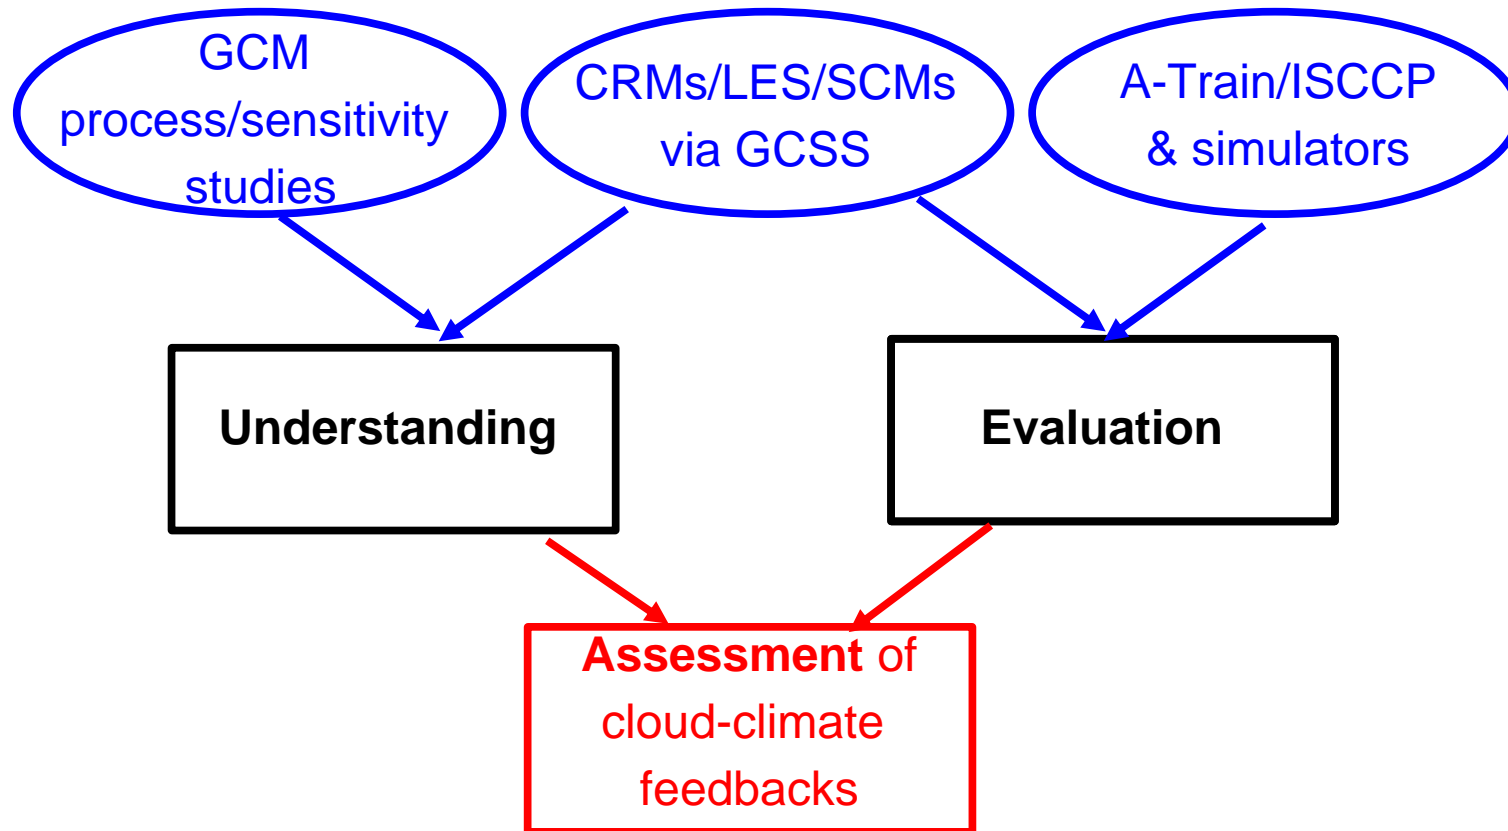 GCM
process/sensitivity
studies
CRMs/LES/SCMs
via GCSS
A-Train/ISCCP
& simulators
Understanding
Evaluation
Assessment of
cloud-climate
feedbacks